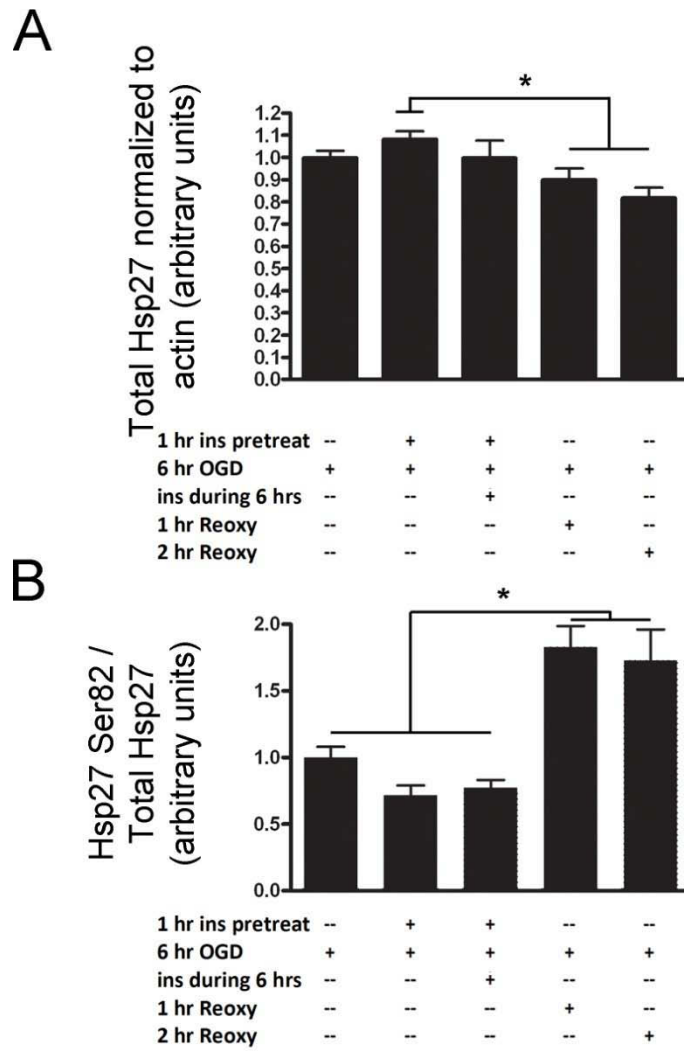 A
Total Hsp27 normalized to
actin (arbitrary units)
*
1.2
1.1
1.0
0.9
0.8
0.7
0.6
0.5
0.4
0.3
0.2
0.1
0.0
1 hr ins pretreat -- + + -- --
6 hr OGD + + + + +
ins during 6 hrs -- -- + -- --
1 hr Reoxy -- -- -- + --
2 hr Reoxy -- -- -- -- +
B
Hsp27 Ser82 /
Total Hsp27
(arbitrary units)
*
2.0
1.5
1.0
0.5
0.0
1 hr ins pretreat -- + + -- --
6 hr OGD + + + + +
ins during 6 hrs -- -- + -- --
1 hr Reoxy -- -- -- + --
2 hr Reoxy -- -- -- -- +